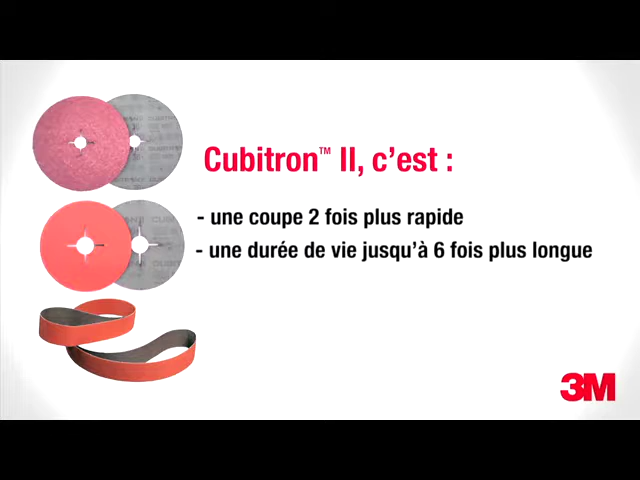 Cubitron™ II, c’est :
- une coupe 2 fois plus rapide
- une durée de vie jusqu’à 6 fois plus longue
3M